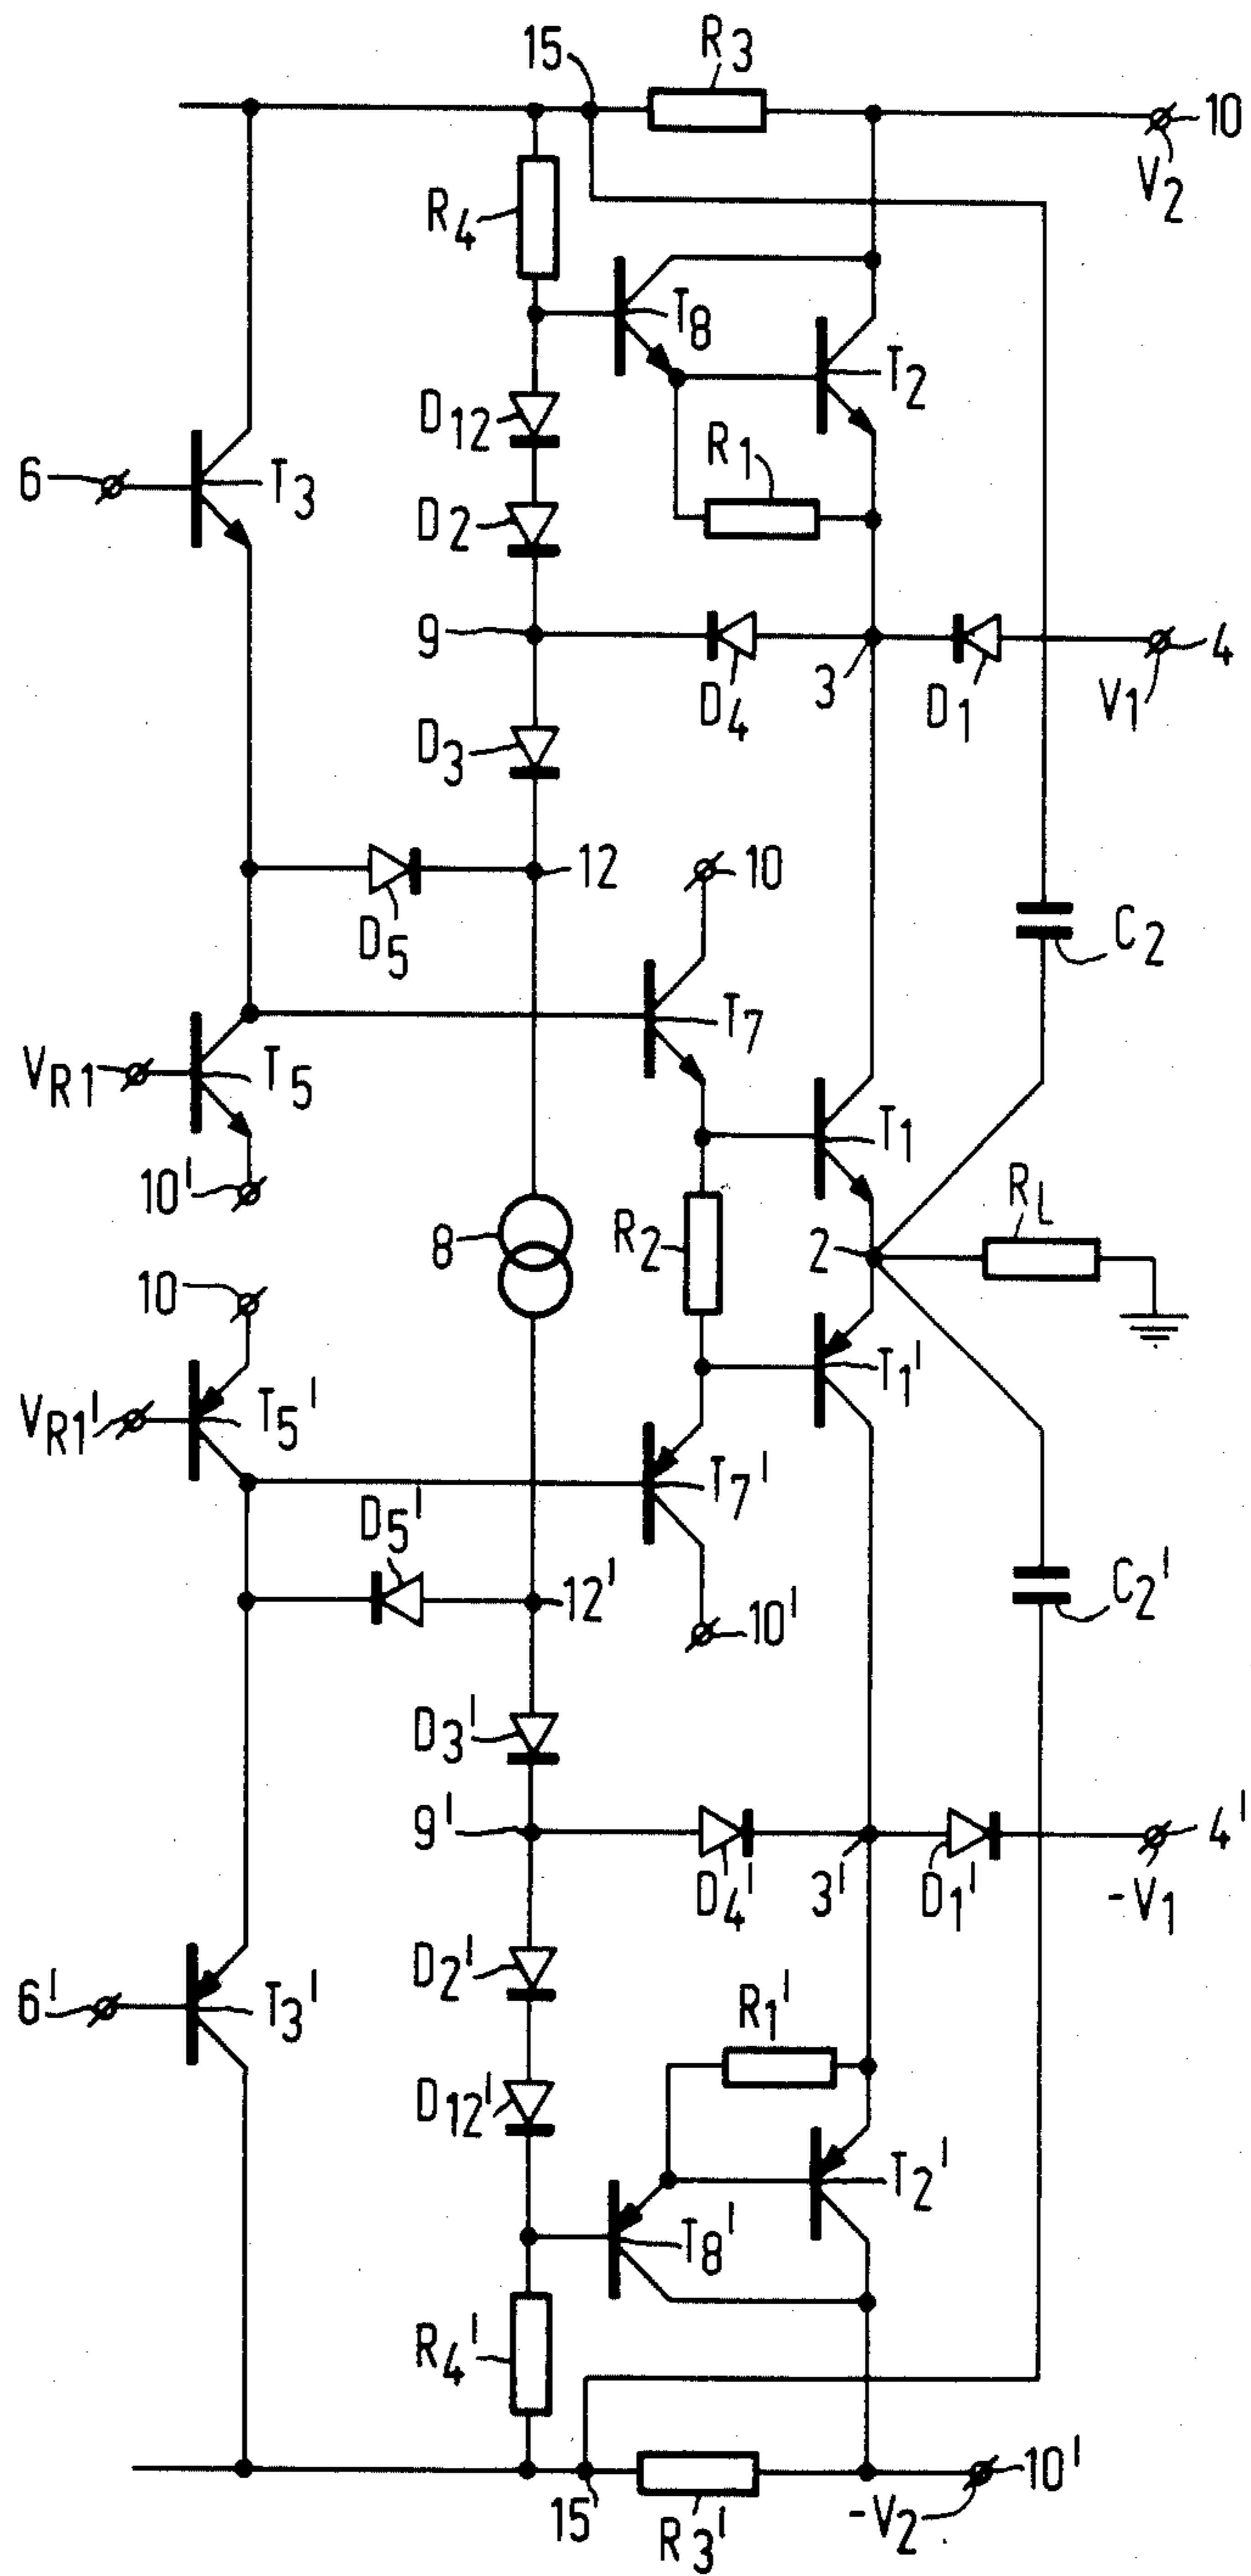 15 R3
10
V2
R4
T8
T2
D12
R1
6
T3
D2
9
D4
3
D1
V1
4
D3
12
10
D5
C2
T7
VR1
T5
T1
10'
RL
8
R2
2
10
T1'
VR1'
T5'
T7'
D5'
12'
C2'
10'
D3'
9'
4'
D4'
3'
D1'
-V1
D2'
6'
T3'
R1'
D12'
T2'
T8'
R4'
10'
15'
R3'
-V2